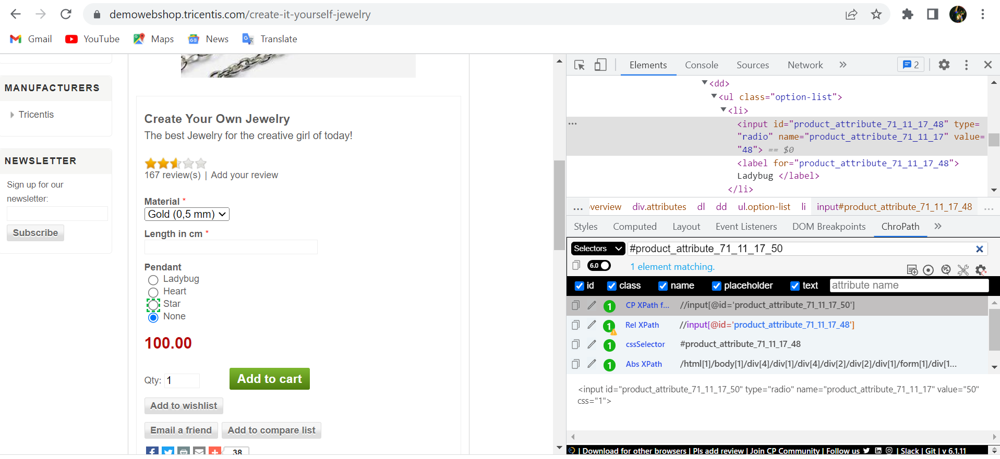 demowebshop.tricentis.com/create-it-yourself-jewelry
Gmail
YouTube
Maps
News
Translate
MANUFACTURERS
Tricentis
NEWSLETTER
Sign up for our
newsletter:
Subscribe
Create Your Own Jewelry
The best Jewelry for the creative girl of today!
167 review(s) | Add your review
Material *
Gold (0,5 mm)
Length in cm *
Pendant
Ladybug
Heart
Star
None
100.00
Qty: 1
Add to cart
Add to wishlist
Email a friend
Add to compare list
38
Elements
Console
Sources
Network
2
<dd>
<ul class="option-list">
<li>
<input id="product_attribute_71_11_17_48" type=
"radio" name="product_attribute_71_11_17" value=
"48"> == $0
<label for="product_attribute_71_11_17_48">
Ladybug </label>
</li>
... verview div.attributes dl dd ul.option-list li input#product_attribute_71_11_17_48 ...
Styles
Computed
Layout
Event Listeners
DOM Breakpoints
ChroPath
Selectors
#product_attribute_71_11_17_50
6.0
1 element matching.
id
class
name
placeholder
text
attribute name
1 CP XPath f... //input[@id='product_attribute_71_11_17_50']
1 Rel XPath //input[@id='product_attribute_71_11_17_48']
1 cssSelector #product_attribute_71_11_17_48
1 Abs XPath /html[1]/body[1]/div[4]/div[1]/div[4]/div[2]/div[2]/div[1]/form[1]/div[1...
<input id="product_attribute_71_11_17_50" type="radio" name="product_attribute_71_11_17" value="50"
css="1">
| Download for other browsers | Pls add review | Join CP Community | Follow us | Slack | Git | v 6.1.11